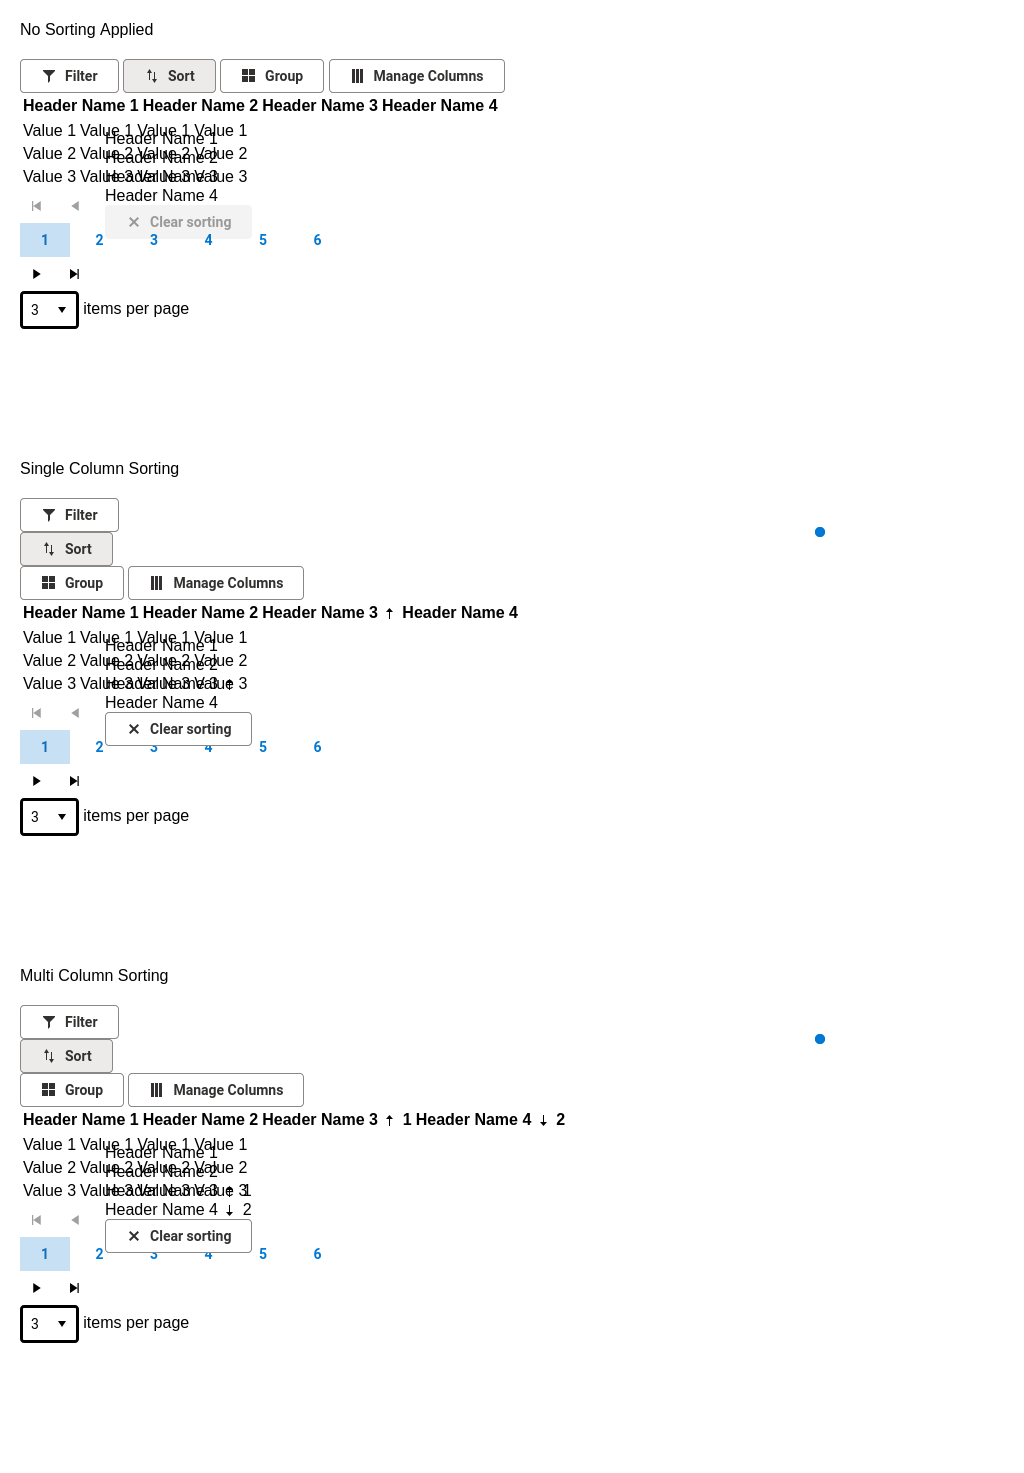 No Sorting Applied
Filter Sort Group Manage Columns
Header Name 1 Header Name 2 Header Name 3 Header Name 4
Value 1 Value 1 Value 1 Value 1
Header Name 1
Value 2 Value 2 Value 2 Value 2
Header Name 2
Value 3 Value 3 Value 3 Value 3
Header Name 3
Header Name 4
Clear sorting
1 2 3 4 5 6
3 items per page
Single Column Sorting
Filter
Sort
Group Manage Columns
Header Name 1 Header Name 2 Header Name 3 Header Name 4
Value 1 Value 1 Value 1 Value 1
Header Name 1
Value 2 Value 2 Value 2 Value 2
Header Name 2
Value 3 Value 3 Value 3 Value 3
Header Name 3
Header Name 4
Clear sorting
1 2 3 4 5 6
3 items per page
Multi Column Sorting
Filter
Sort
Group Manage Columns
Header Name 1 Header Name 2 Header Name 3 1 Header Name 4 2
Value 1 Value 1 Value 1 Value 1
Header Name 1
Value 2 Value 2 Value 2 Value 2
Header Name 2
Value 3 Value 3 Value 3 Value 3
Header Name 3 1
Header Name 4 2
Clear sorting
1 2 3 4 5 6
3 items per page